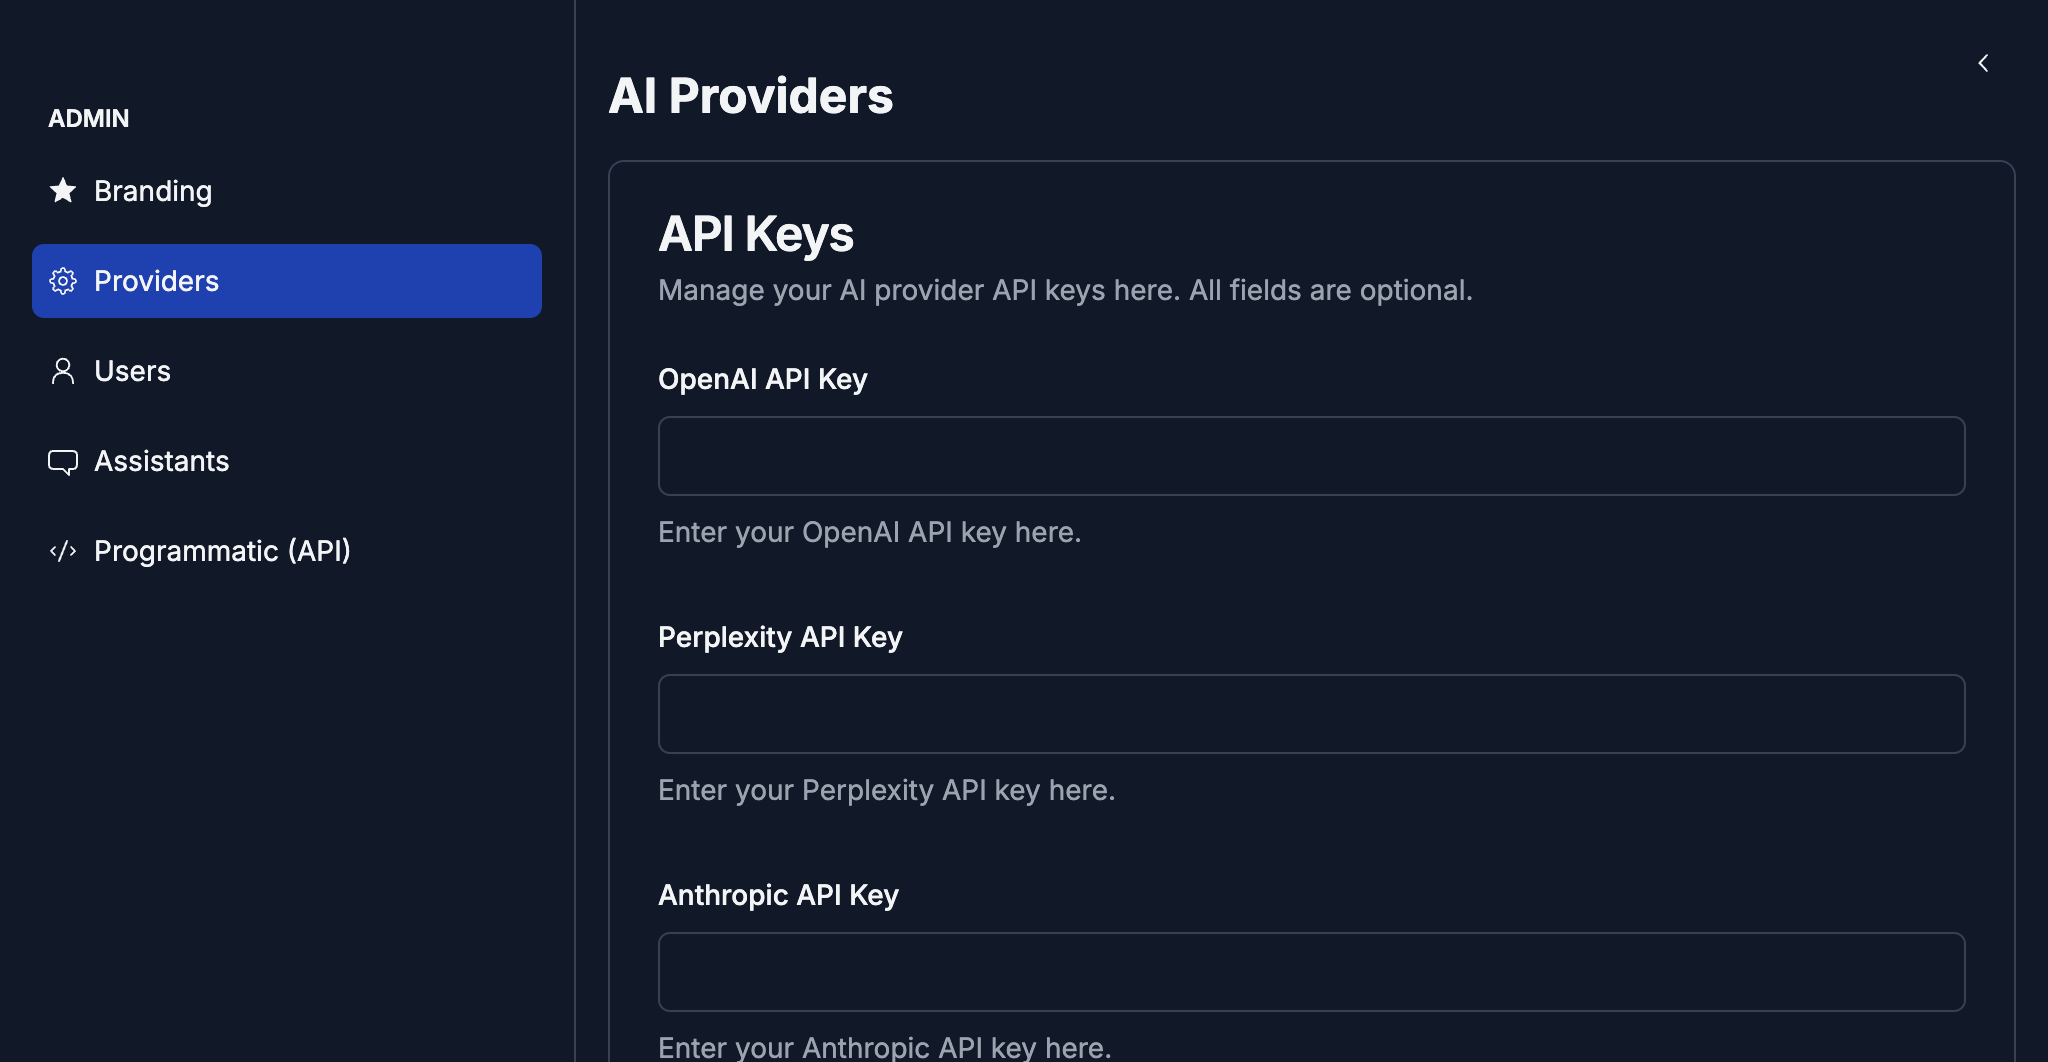 ADMIN
Branding
Providers
Users
Assistants
Programmatic (API)
AI Providers
API Keys
Manage your AI provider API keys here. All fields are optional.
OpenAI API Key
Enter your OpenAI API key here.
Perplexity API Key
Enter your Perplexity API key here.
Anthropic API Key
Enter your Anthropic API key here.